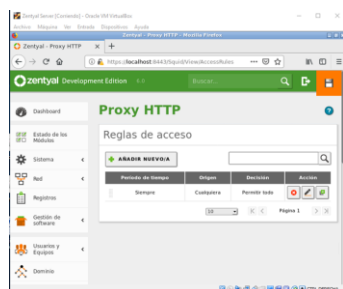 Zentyal Serve [Corriendo] - Oracle VM VirtualBox
Archivo Máquina Ver Entrada Dispositivos Ayuda
Zentyal - Proxy HTTP - Mozilla Firefox
Zentyal - Proxy HTTP
https://localhost:8443/Squid/View/AccessRules
zentyal Development Edition
Buscar...
Dashboard
Proxy HTTP
Estado de los Módulos
Reglas de acceso
Sistema
AÑADIR NUEVO/A
Red
Periodo de tiempo Origen Decisión Acción
Registros
Siempre Cualquiera Permitir todo
Gestión de software
10 Página 1
Usuarios y Equipos
Dominio